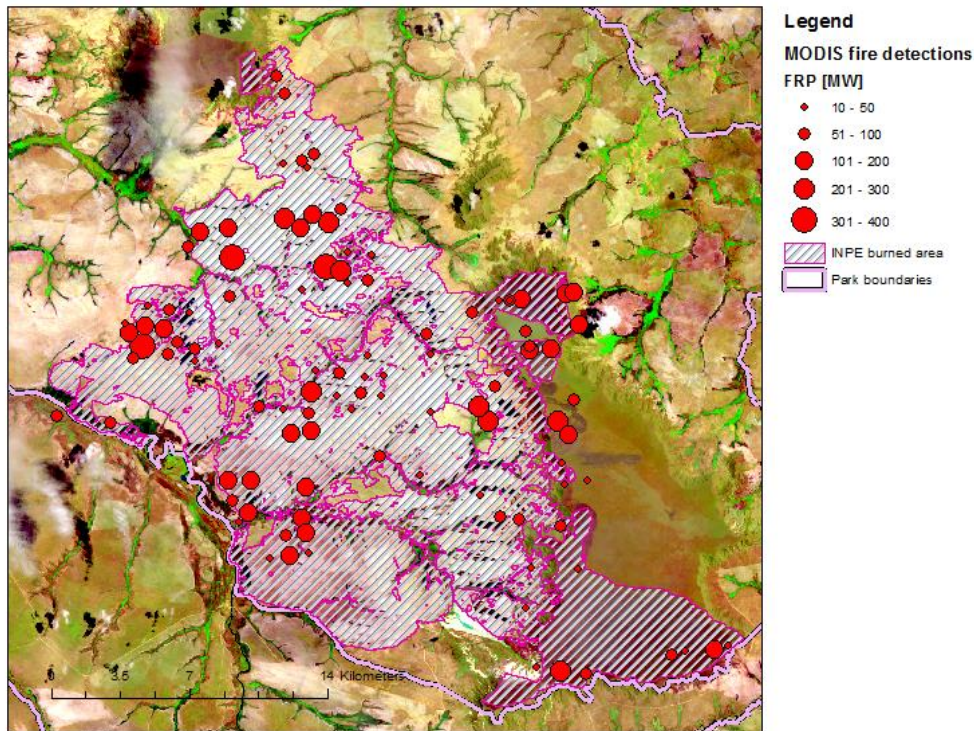 Legend
MODIS fire detections
FRP [MW]
10 - 50
51 - 100
101 - 200
201 - 300
301 - 400
INPE burned area
Park boundaries
0 3.5 7 14 Kilometers